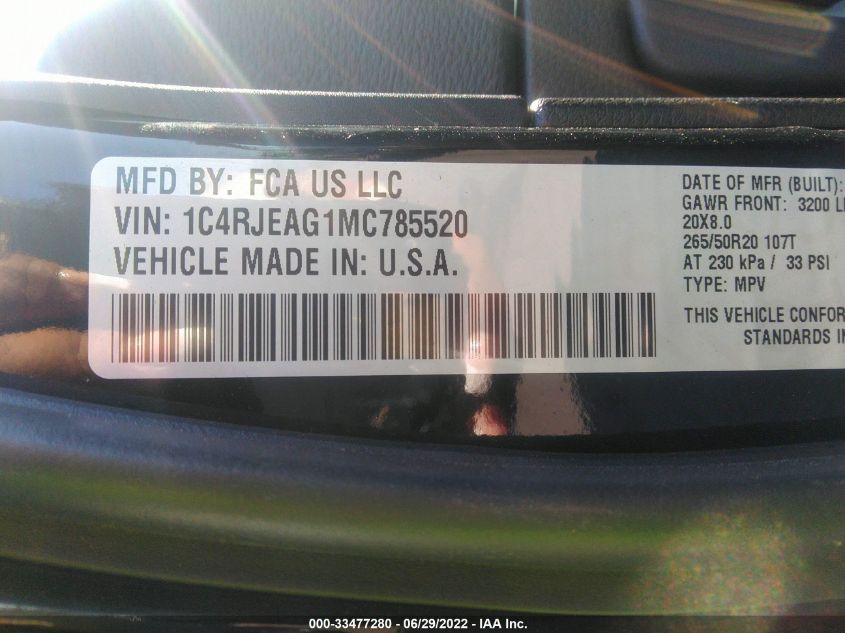 MFD BY: FCA US LLC
VIN: 1C4RJEAG1MC785520
VEHICLE MADE IN: U.S.A.
DATE OF MFR (BUILT):
GAWR FRONT: 3200 L
20X8.0
265/50R20 107T
AT 230 kPa / 33 PSI
TYPE: MPV
THIS VEHICLE CONFOR
STANDARDS IN
000-33477280 - 06/29/2022 - IAA Inc.